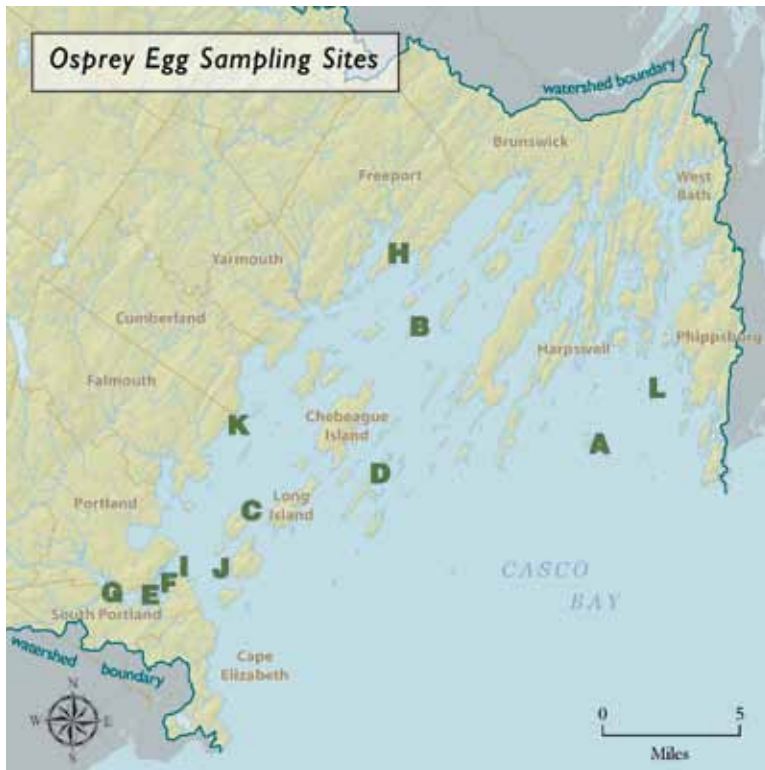 Osprey Egg Sampling Sites
watershed boundary
Brunswick
Freeport
West
Bath
H
Yarmouth
B
Cumberland
Phippsburg
Harpswell
Falmouth
L
Chebeague
Island
K
A
D
Long
Island
C
Portland
CASCO
BAY
I
J
F
G
E
South Portland
watershed boundary
Cape
Elizabeth
N
W
E
S
0
5
Miles